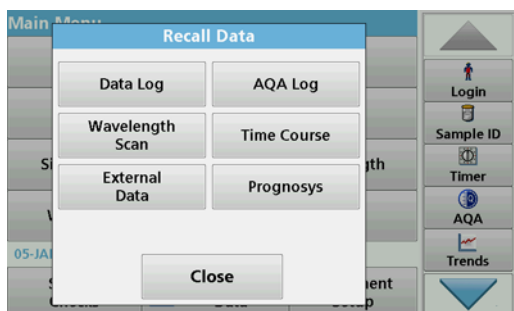 Main Menu
Recall Data
Data Log
AQA Log
Wavelength
Scan
Time Course
External
Data
Prognosys
Close
05-JA
Login
Sample ID
Timer
AQA
Trends